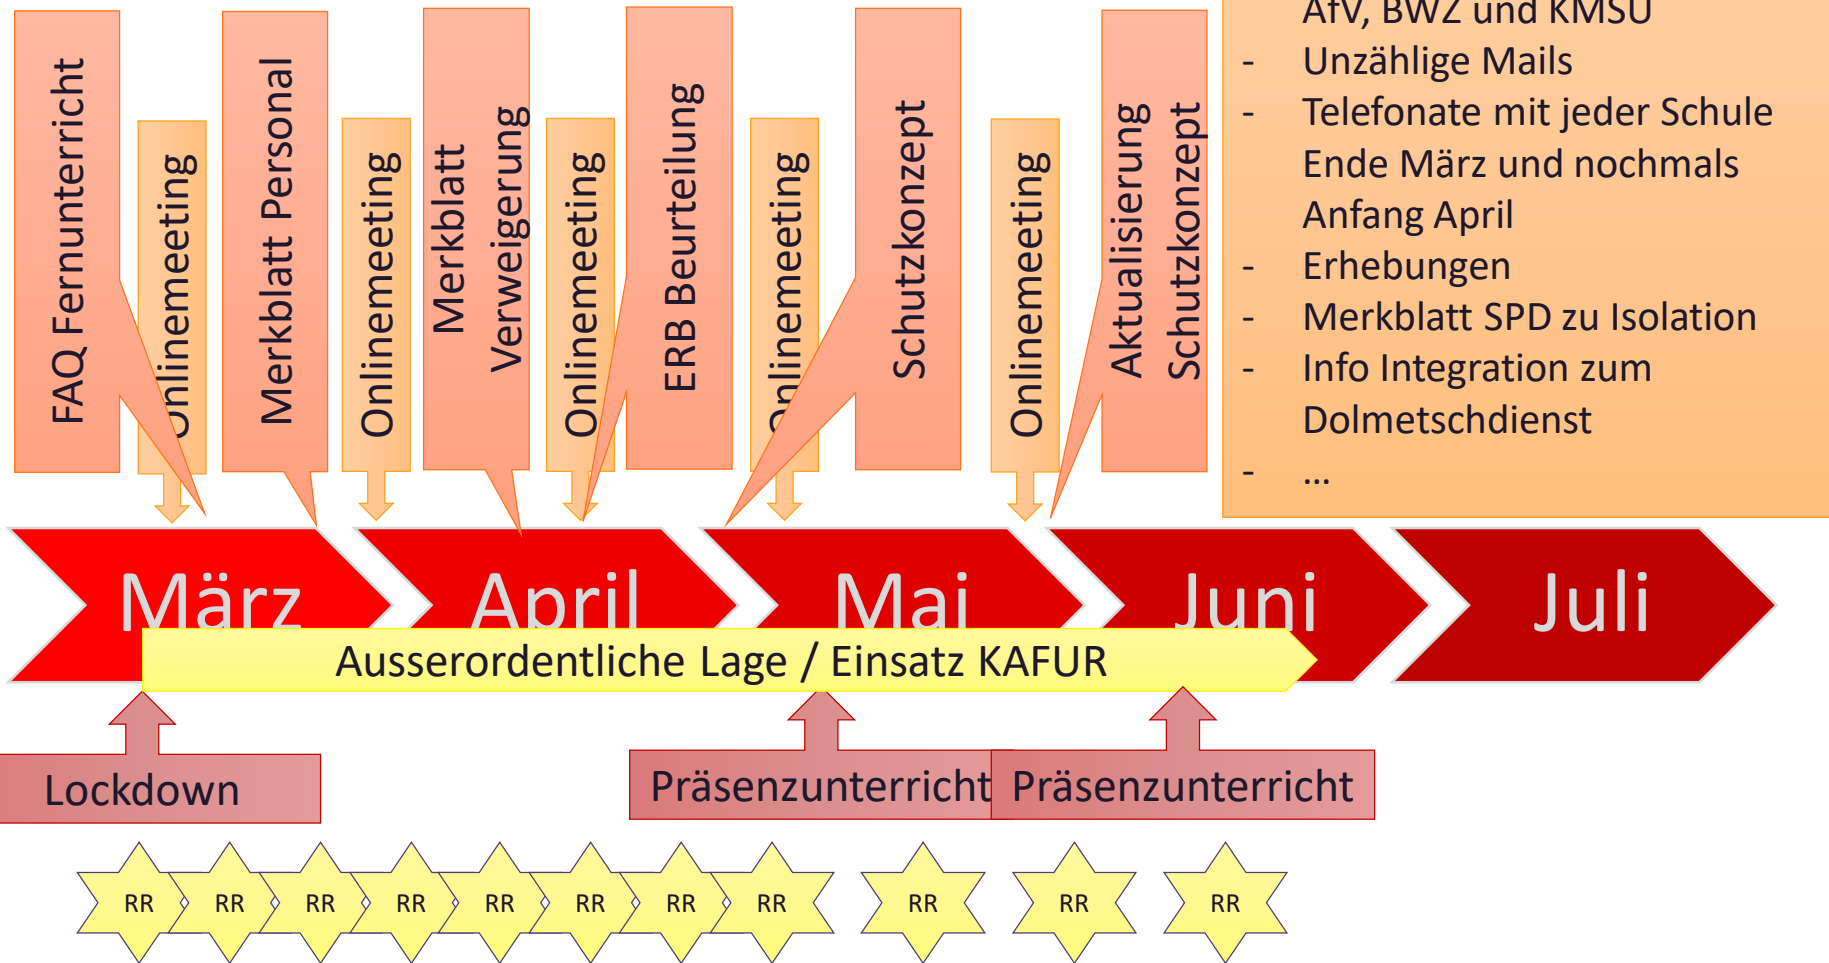 FAQ Fernunterricht
Onlinemeeting
Merkblatt Personal
Onlinemeeting
Merkblatt
Verweigerung
Onlinemeeting
ERB Beurteilung
Onlinemeeting
Schutzkonzept
Onlinemeeting
Aktualisierung
Schutzkonzept
AfV, BWZ und KMSU
- Unzählige Mails
- Telefonate mit jeder Schule
Ende März und nochmals
Anfang April
- Erhebungen
- Merkblatt SPD zu Isolation
- Info Integration zum
Dolmetschdienst
- ...
März
April
Mai
Juni
Juli
Ausserordentliche Lage / Einsatz KAFUR
Lockdown
Präsenzunterricht
Präsenzunterricht
RR
RR
RR
RR
RR
RR
RR
RR
RR
RR
RR